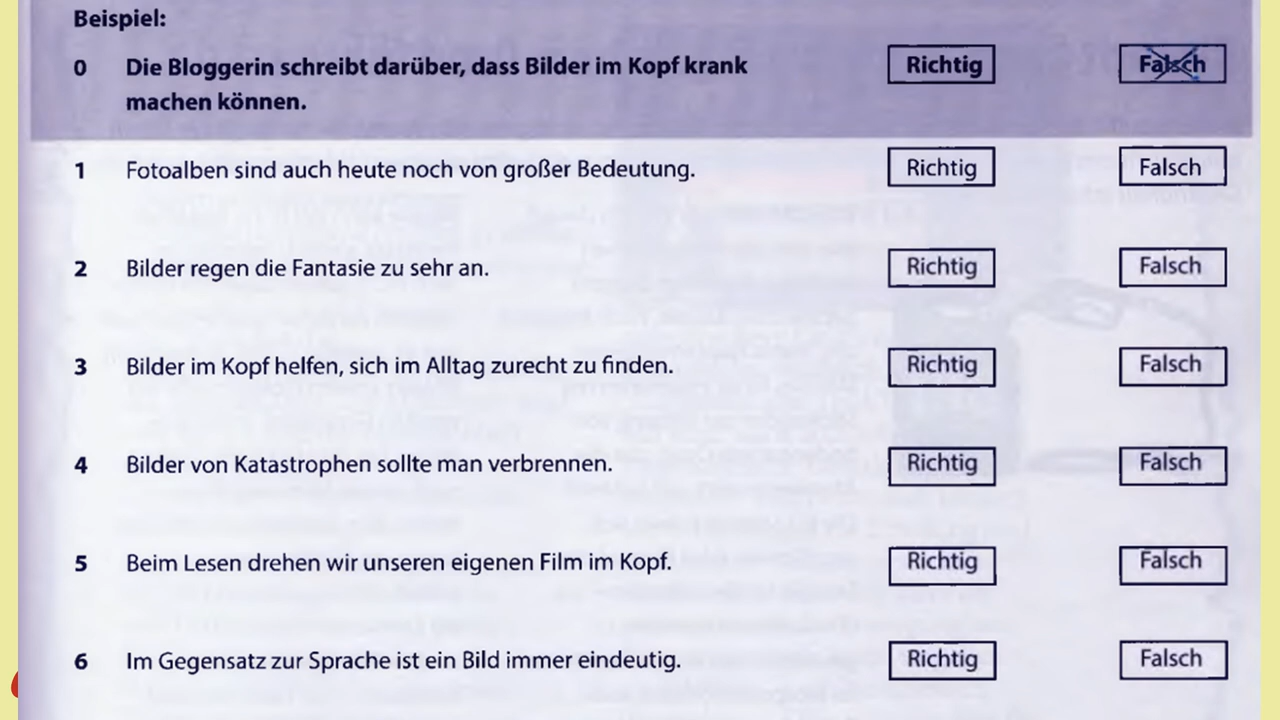 Beispiel:
0 Die Bloggerin schreibt darüber, dass Bilder im Kopf krank Richtig Falsch
machen können.
1 Fotoalben sind auch heute noch von großer Bedeutung. Richtig Falsch
2 Bilder regen die Fantasie zu sehr an. Richtig Falsch
3 Bilder im Kopf helfen, sich im Alltag zurecht zu finden. Richtig Falsch
4 Bilder von Katastrophen sollte man verbrennen. Richtig Falsch
5 Beim Lesen drehen wir unseren eigenen Film im Kopf. Richtig Falsch
6 Im Gegensatz zur Sprache ist ein Bild immer eindeutig. Richtig Falsch